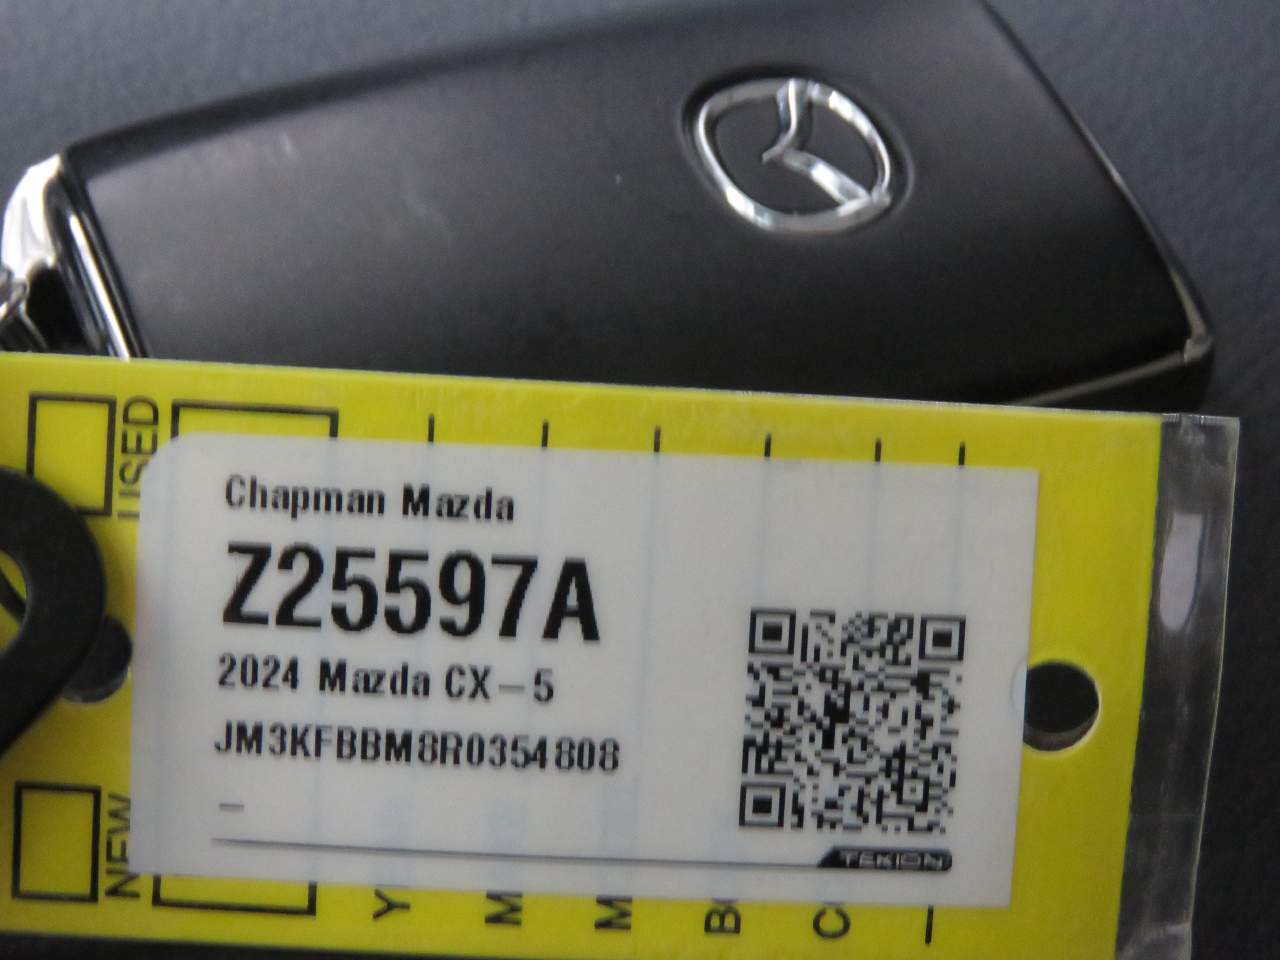 USED
Chapman Mazda
Z25597A
2024 Mazda CX-5
JM3KFBBM8R0354808
-
TEKION
NEW
Y
M
M
B
C